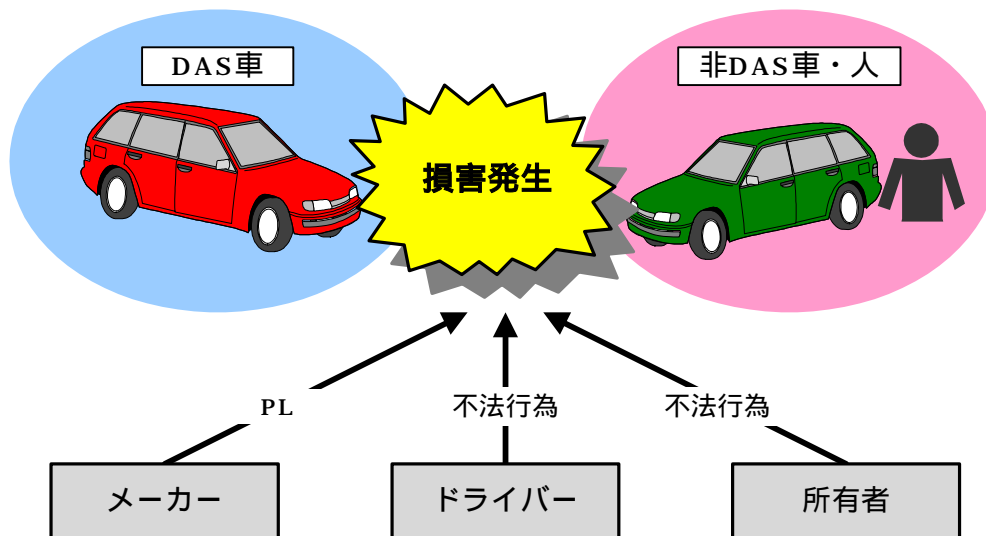 DAS車
非DAS車・人
損害発生
PL
不法行為
不法行為
メーカー
ドライバー
所有者